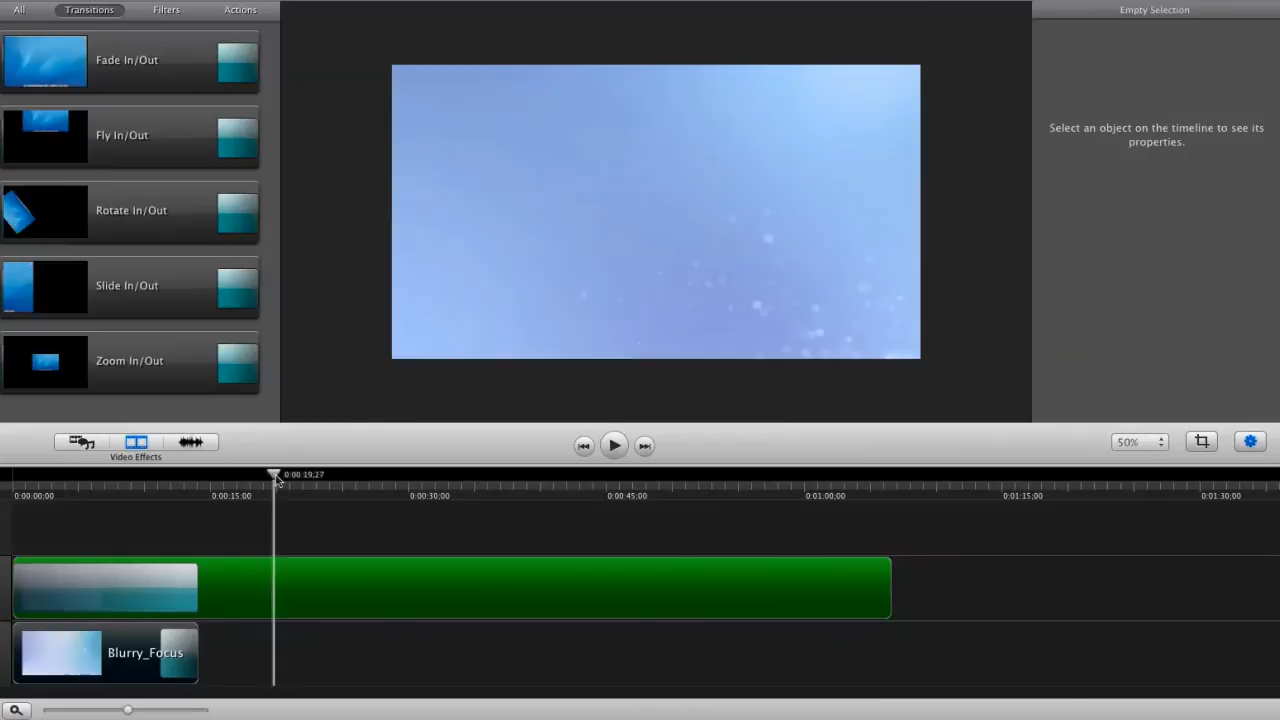 All Transitions Filters Actions
Empty Selection
Fade In/Out
Fly In/Out
Rotate In/Out
Slide In/Out
Zoom In/Out
Select an object on the timeline to see its
properties.
50%
Video Effects
0:00:19;27
0:00:00;00 0:00:15;00 0:00:30;00 0:00:45;00 0:01:00;00 0:01:15;00 0:01:30;00
Blurry_Focus